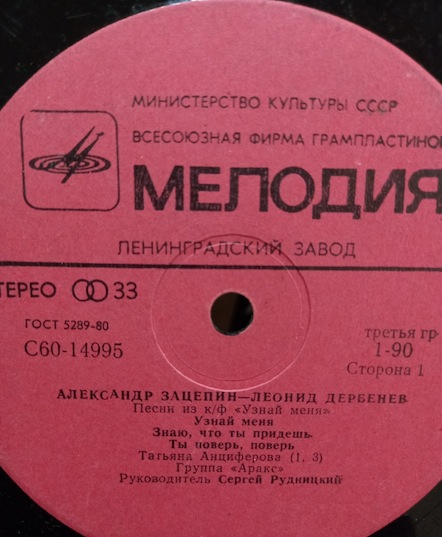 МИНИСТЕРСТВО КУЛЬТУРЫ СССР
ВСЕСОЮЗНАЯ ФИРМА ГРАМПЛАСТИНО
МЕЛОДИЯ
ЛЕНИНГРАДСКИЙ ЗАВОД
ТЕРЕО 33
ГОСТ 5289-80
С60-14995
третья гр
1-90
Сторона 1
АЛЕКСАНДР ЗАЦЕПИН—ЛЕОНИД ДЕРБЕНЕВ
Песни из к/ф «Узнай меня»
Узнай меня
Знаю, что ты придешь
Ты поверь, поверь
Татьяна Анциферова (1, 3)
Группа «Аракс»
Руководитель Сергей Рудницкий